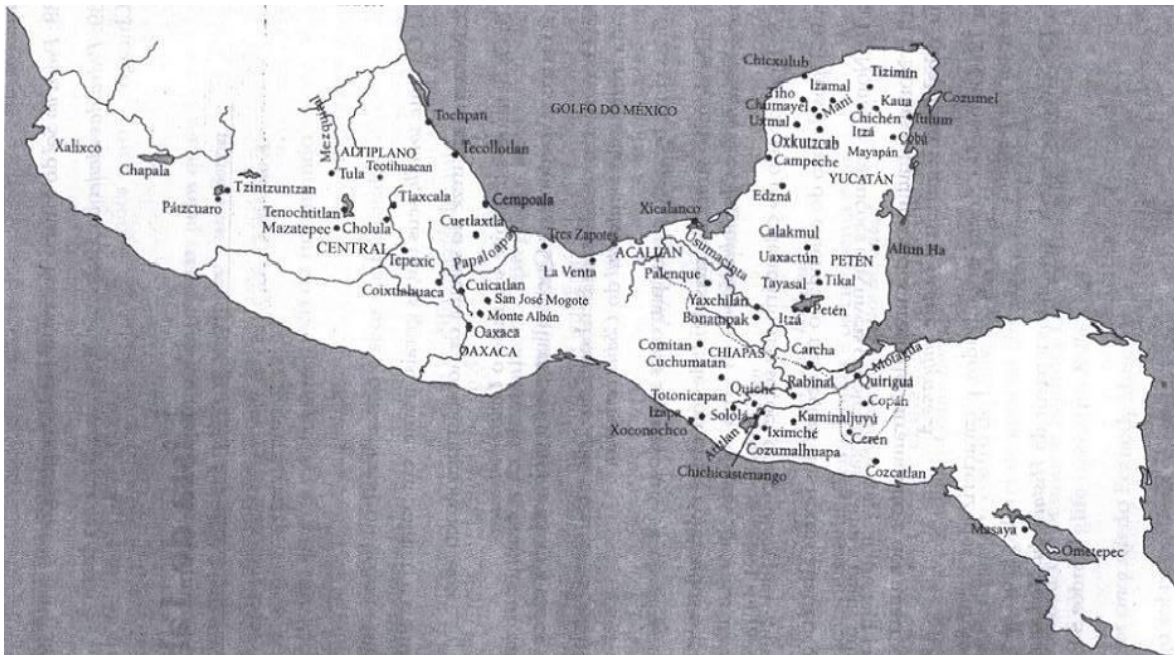 GOLFO DO MÉXICO
Xalixco
Chapala
Pátzcuaro
Tzintzuntzan
Mezquital
Tula
ALTIPLANO
Teotihuacan
Tochpan
Tecollotlan
Tenochtitlan
Mazatepec
Cholula
Tlaxcala
CENTRAL
Tepexic
Cempoala
Cuetlaxtla
Papaloapan
Coixtlahuaca
Cuicatlan
San José Mogote
Monte Albán
Oaxaca
OAXACA
Tres Zapotes
La Venta
Xicalanco
ACALLAN
Usumacinta
Palenque
Yaxchilán
Bonampak
Comitan
Cuchumatan
CHIAPAS
Totonicapan
Izapa
Xoconochco
Sololá
Quiché
Atitlan
Chichicastenango
Iximché
Cozumalhuapa
Kaminaljuyú
Rabinal
Carcha
Motagua
Quiriguá
Copán
Cerén
Cozcatlan
Masaya
Ometepec
Chicxulub
Tiho
Izamal
Tizimín
Chumayel
Mani
Kaua
Cozumel
Uxmal
Chichén
Itzá
Tulum
Oxkutzcab
Cobá
Mayapán
Campeche
YUCATÁN
Edzná
Calakmul
Uaxactún
PETÉN
Altun Ha
Tayasal
Tikal
Itzá
Petén